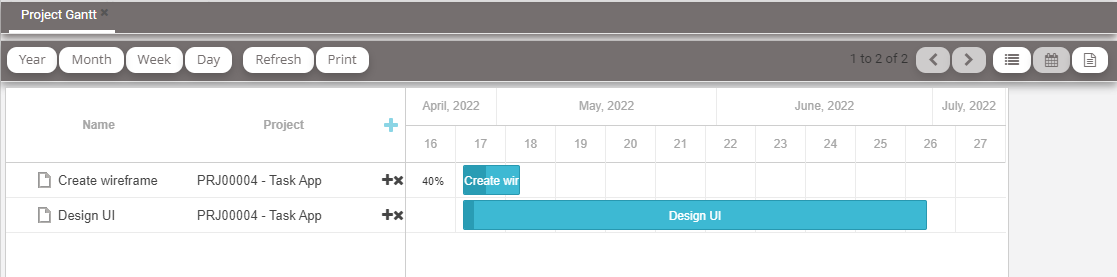 Project Gantt ×
Year Month Week Day Refresh Print 1 to 2 of 2
April, 2022 May, 2022 June, 2022 July, 2022
Name Project
16 17 18 19 20 21 22 23 24 25 26 27
Create wireframe PRJ00004 - Task App 40% Create wir
Design UI PRJ00004 - Task App Design UI